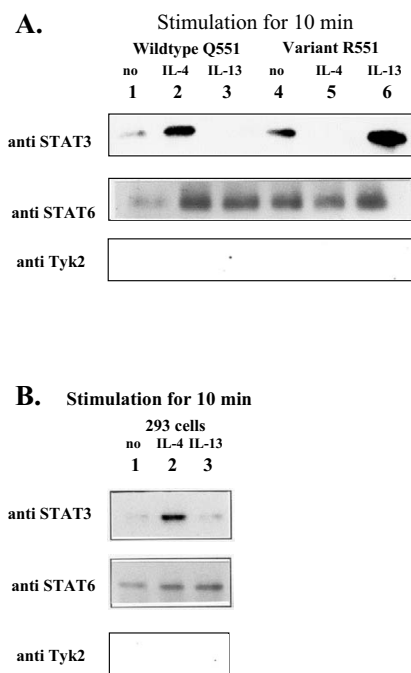 A.
Stimulation for 10 min
Wildtype Q551 Variant R551
no IL-4 IL-13 no IL-4 IL-13
1 2 3 4 5 6
anti STAT3
anti STAT6
anti Tyk2
B. Stimulation for 10 min
293 cells
no IL-4 IL-13
1 2 3
anti STAT3
anti STAT6
anti Tyk2